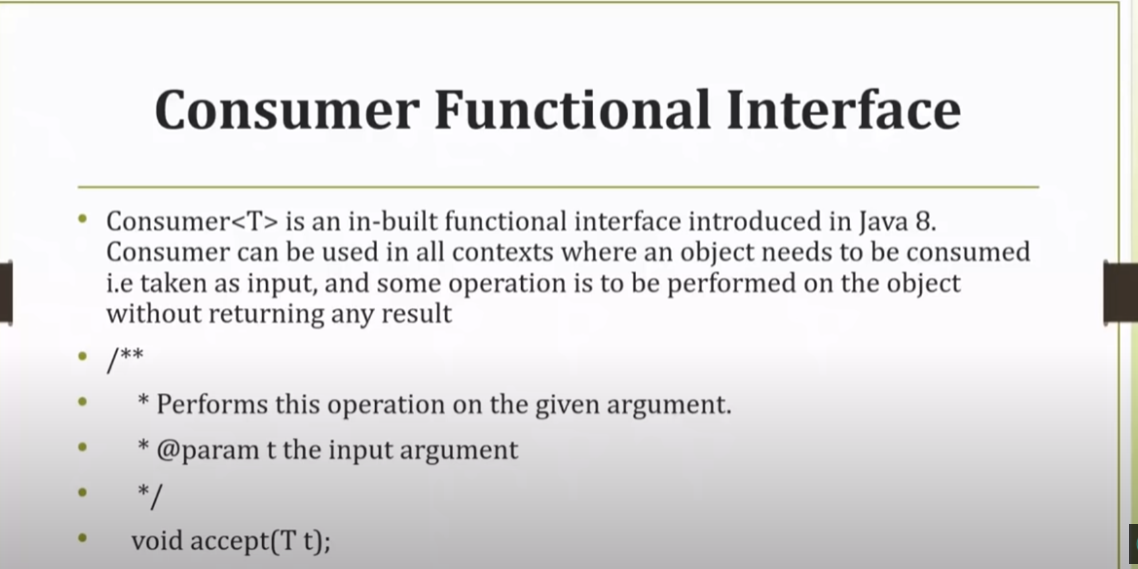 Consumer Functional Interface
• Consumer<T> is an in-built functional interface introduced in Java 8.
Consumer can be used in all contexts where an object needs to be consumed
i.e taken as input, and some operation is to be performed on the object
without returning any result
• /**
• * Performs this operation on the given argument.
• * @param t the input argument
• */
• void accept(T t);